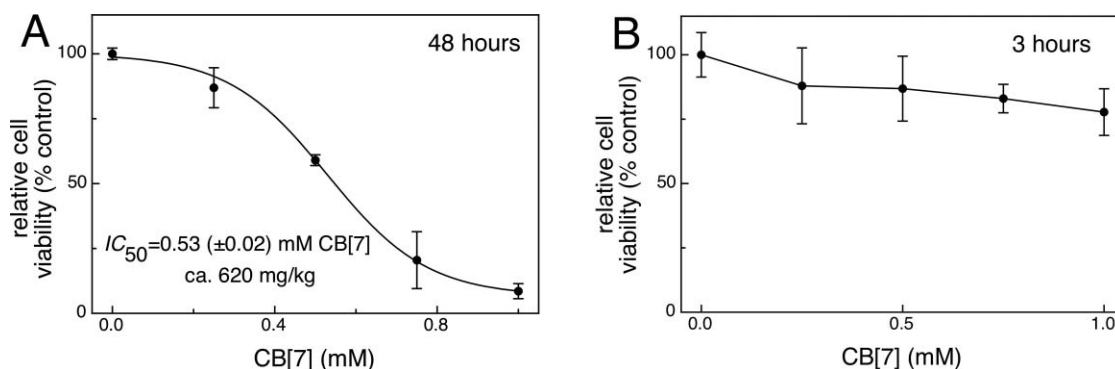 A
48 hours
relative cell
viability (% control)
100
50
0
IC50=0.53 (±0.02) mM CB[7]
ca. 620 mg/kg
0.0 0.4 0.8
CB[7] (mM)
B
3 hours
relative cell
viability (% control)
100
50
0
0.0 0.5 1.0
CB[7] (mM)